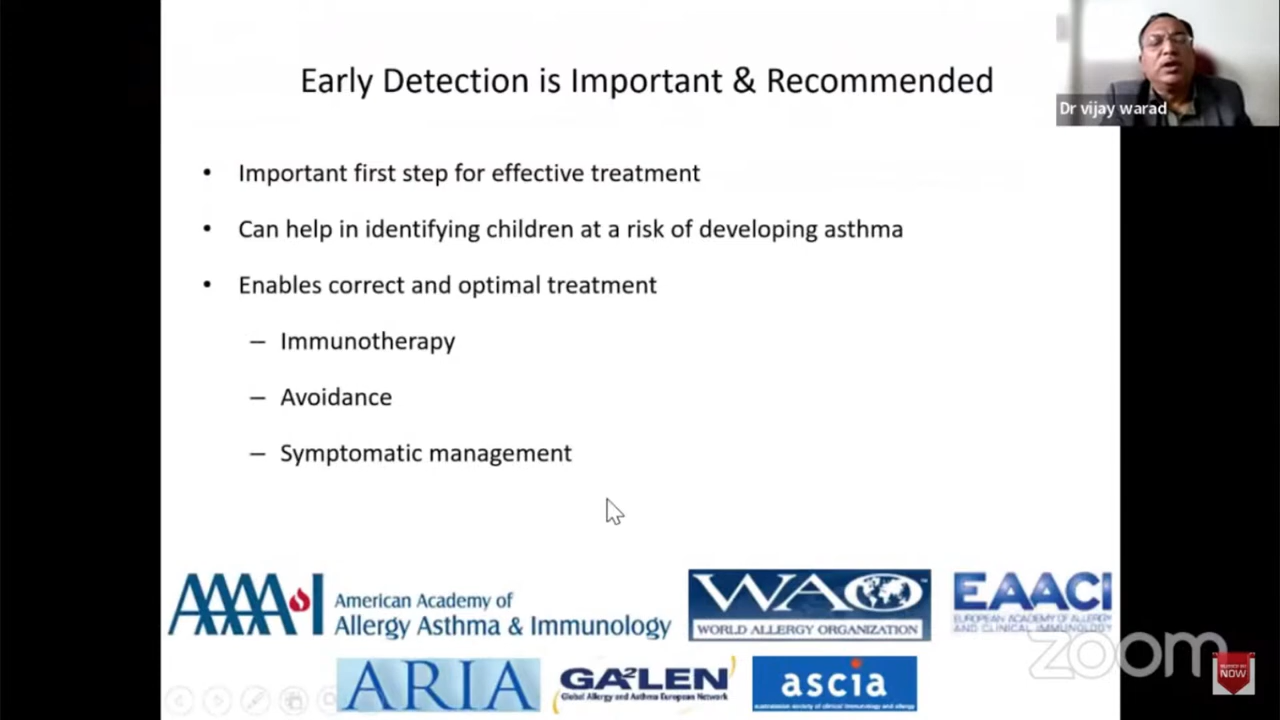 Early Detection is Important & Recommended
Dr vijay warad
• Important first step for effective treatment
• Can help in identifying children at a risk of developing asthma
• Enables correct and optimal treatment
– Immunotherapy
– Avoidance
– Symptomatic management
AAAAI
American Academy of
Allergy Asthma & Immunology
WAO
WORLD ALLERGY ORGANIZATION
EAACI
EUROPEAN ACADEMY OF ALLERGY
AND CLINICAL IMMUNOLOGY
zoom
NOW
ARIA
GA²LEN
Global Allergy and Asthma European Network
ascia